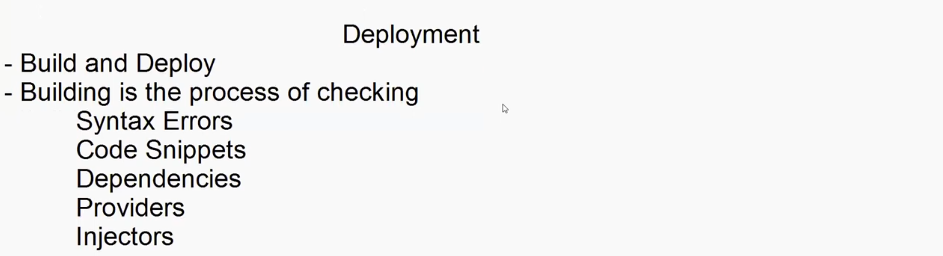 Deployment
- Build and Deploy
- Building is the process of checking
Syntax Errors
Code Snippets
Dependencies
Providers
Injectors